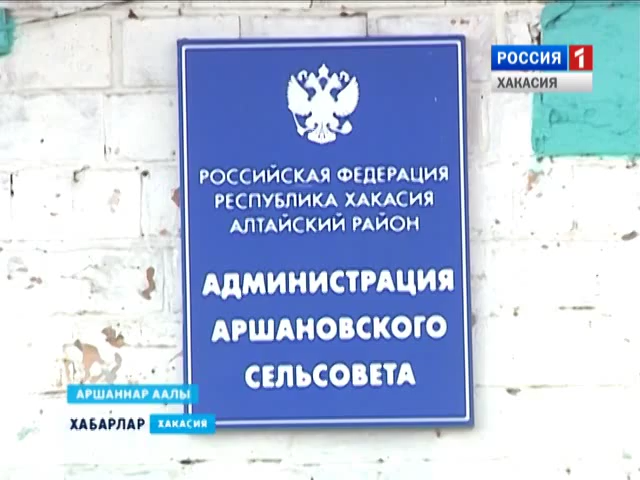 РОССИЯ 1
ХАКАСИЯ
РОССИЙСКАЯ ФЕДЕРАЦИЯ
РЕСПУБЛИКА ХАКАСИЯ
АЛТАЙСКИЙ РАЙОН
АДМИНИСТРАЦИЯ
АРШАНОВСКОГО
СЕЛЬСОВЕТА
АРШАННАР ААЛЫ
ХАБАРЛАР ХАКАСИЯ